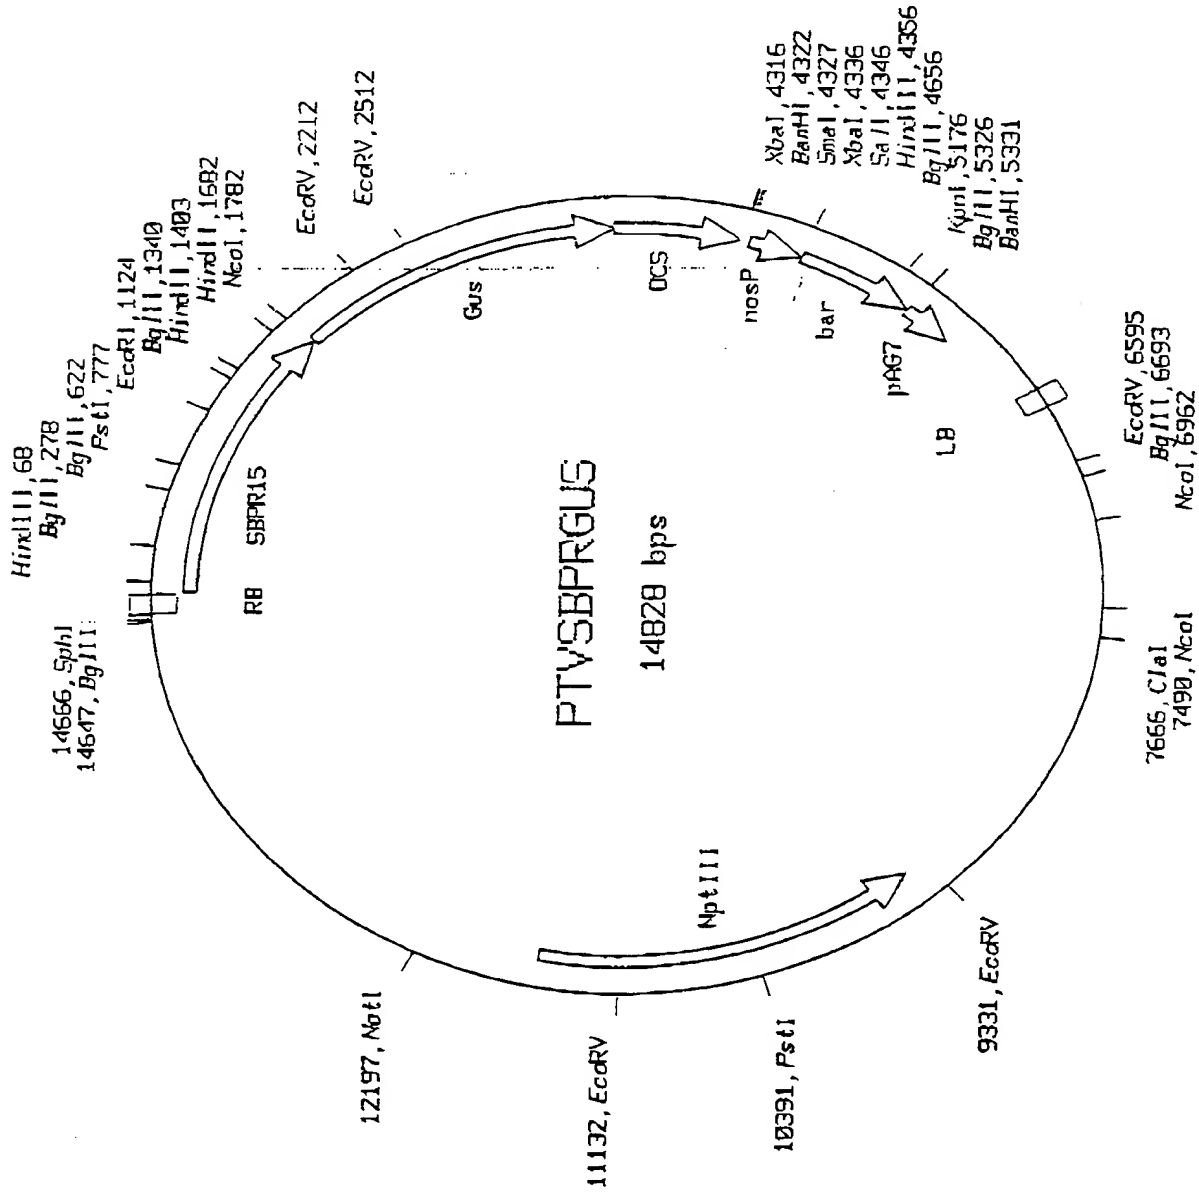 HindIII, 68
BglII, 278
BglII, 622
PstI, 777
EcoRI, 1124
BglII, 1340
HindIII, 1403
HindII, 1682
NcoI, 1782
EcoRV, 2212
EcoRV, 2512
XbaI, 4316
BamHI, 4322
SmaI, 4327
XbaI, 4336
SalI, 4346
HindIII, 4356
BglII, 4656
KpnI, 5176
BglII, 5326
BamHI, 5331
EcoRV, 6595
BglII, 6693
NcoI, 6962
7666, ClaI
7490, NcoI
9331, EcoRV
10391, PstI
11132, EcoRV
12197, NotI
14666, SphI
14647, BglII
RB
SBPR15
Gus
OCS
nosP
bar
pAG7
LB
NptIII
PTVSBPRGUS
14828 bps